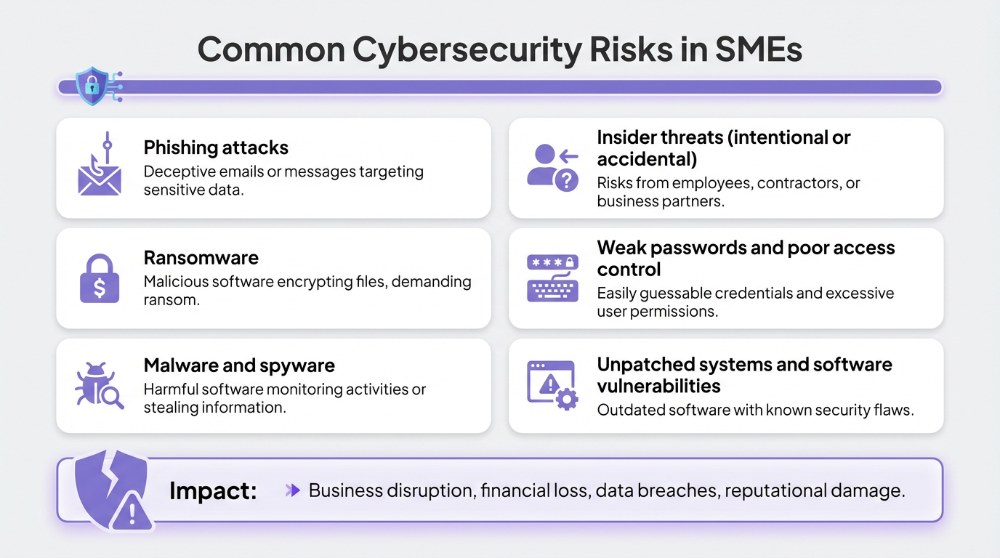 Common Cybersecurity Risks in SMEs
Phishing attacks
Deceptive emails or messages targeting
sensitive data.
Insider threats (intentional or
accidental)
Risks from employees, contractors, or
business partners.
Ransomware
Malicious software encrypting files, demanding
ransom.
Weak passwords and poor access
control
Easily guessable credentials and excessive
user permissions.
Malware and spyware
Harmful software monitoring activities or
stealing information.
Unpatched systems and software
vulnerabilities
Outdated software with known security flaws.
Impact: Business disruption, financial loss, data breaches, reputational damage.